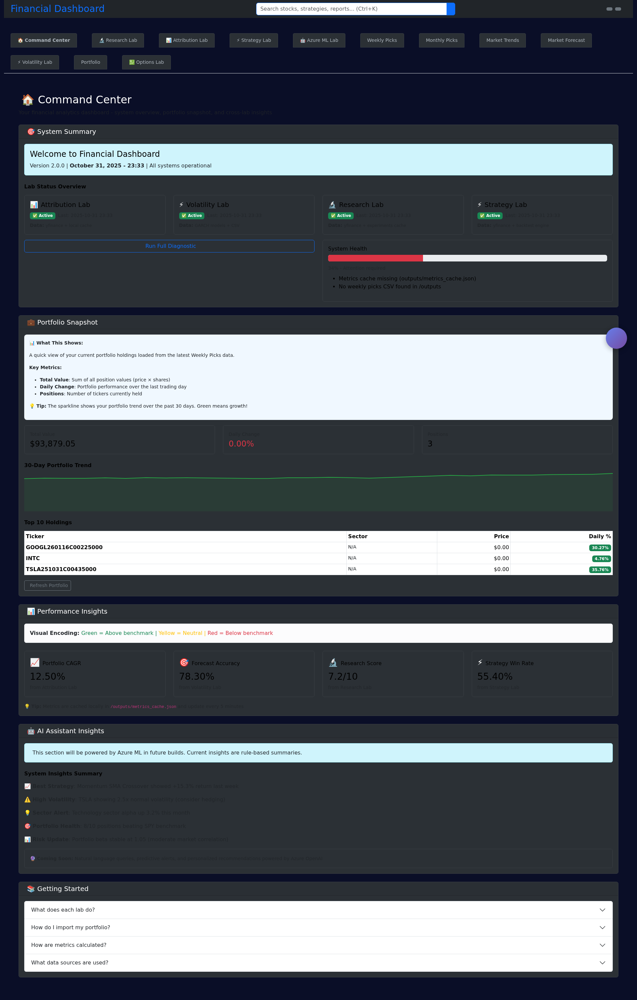 Financial Dashboard
Search stocks, strategies, reports... (Ctrl+K)
🏠 Command Center
🔬 Research Lab
📊 Attribution Lab
⚡ Strategy Lab
🤖 Azure ML Lab
Weekly Picks
Monthly Picks
Market Trends
Market Forecast
⚡ Volatility Lab
Portfolio
💹 Options Lab
🏠 Command Center
Your financial analytics dashboard - system overview, portfolio snapshot, and cross-lab insights
🎯 System Summary
Welcome to Financial Dashboard
Version 2.0.0 | October 31, 2025 - 23:33 | All systems operational
Lab Status Overview
📊 Attribution Lab
✅ Active Last: 2025-10-31 23:33
Data: yfinance + local cache
⚡ Volatility Lab
✅ Active Last: 2025-10-31 23:33
Data: GARCH models + CSV
🔬 Research Lab
✅ Active Last: 2025-10-31 23:33
Data: yfinance + experiments cache
⚡ Strategy Lab
✅ Active Last: 2025-10-31 23:33
Data: yfinance + backtest engine
Run Full Diagnostic
System Health
34% - Attention required
• Metrics cache missing (outputs/metrics_cache.json)
• No weekly picks CSV found in /outputs
💼 Portfolio Snapshot
📊 What This Shows:
A quick view of your current portfolio holdings loaded from the latest Weekly Picks data.
Key Metrics:
• Total Value: Sum of all position values (price × shares)
• Daily Change: Portfolio performance over the last trading day
• Positions: Number of tickers currently held
💡 Tip: The sparkline shows your portfolio trend over the past 30 days. Green means growth!
Total Value
$93,879.05
Daily Change
0.00%
Positions
3
30-Day Portfolio Trend
Top 10 Holdings
Ticker Sector Price Daily %
GOOGL260116C00225000 N/A $0.00 30.27%
INTC N/A $0.00 4.76%
TSLA251031C00435000 N/A $0.00 35.76%
Refresh Portfolio
📊 Performance Insights
Visual Encoding: Green = Above benchmark | Yellow = Neutral | Red = Below benchmark
📈 Portfolio CAGR
12.50%
from Attribution Lab
🎯 Forecast Accuracy
78.30%
from Volatility Lab
🔬 Research Score
7.2/10
from Research Lab
⚡ Strategy Win Rate
55.40%
from Strategy Lab
💡 Tip: Metrics are cached locally in /outputs/metrics_cache.json and update every 5 minutes
🤖 AI Assistant Insights
This section will be powered by Azure ML in future builds. Current insights are rule-based summaries.
System Insights Summary
📈 Best Strategy: Momentum SMA Crossover showed +15.3% return last week
⚠️ High Volatility: TSLA showing 2.5x normal volatility (consider hedging)
💡 Sector Alert: Technology sector alpha up 3.2% this month
🎯 Portfolio Health: 8/10 positions beating SPY benchmark
📊 Risk Update: Portfolio beta stable at 1.05 (moderate market correlation)
🔮 Coming Soon: Natural language queries, predictive alerts, and personalized recommendations powered by Azure OpenAI
📚 Getting Started
What does each lab do?
How do I import my portfolio?
How are metrics calculated?
What data sources are used?